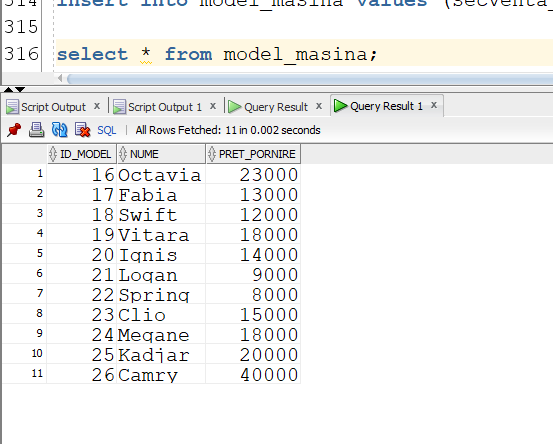 314 insert into model_masina values (secventa_
315
316 select * from model_masina;
Script Output x Script Output 1 x Query Result x Query Result 1 x
SQL | All Rows Fetched: 11 in 0.002 seconds
ID_MODEL NUME PRET_PORNIRE
1 16 Octavia 23000
2 17 Fabia 13000
3 18 Swift 12000
4 19 Vitara 18000
5 20 Ignis 14000
6 21 Logan 9000
7 22 Spring 8000
8 23 Clio 15000
9 24 Megane 18000
10 25 Kadjar 20000
11 26 Camry 40000